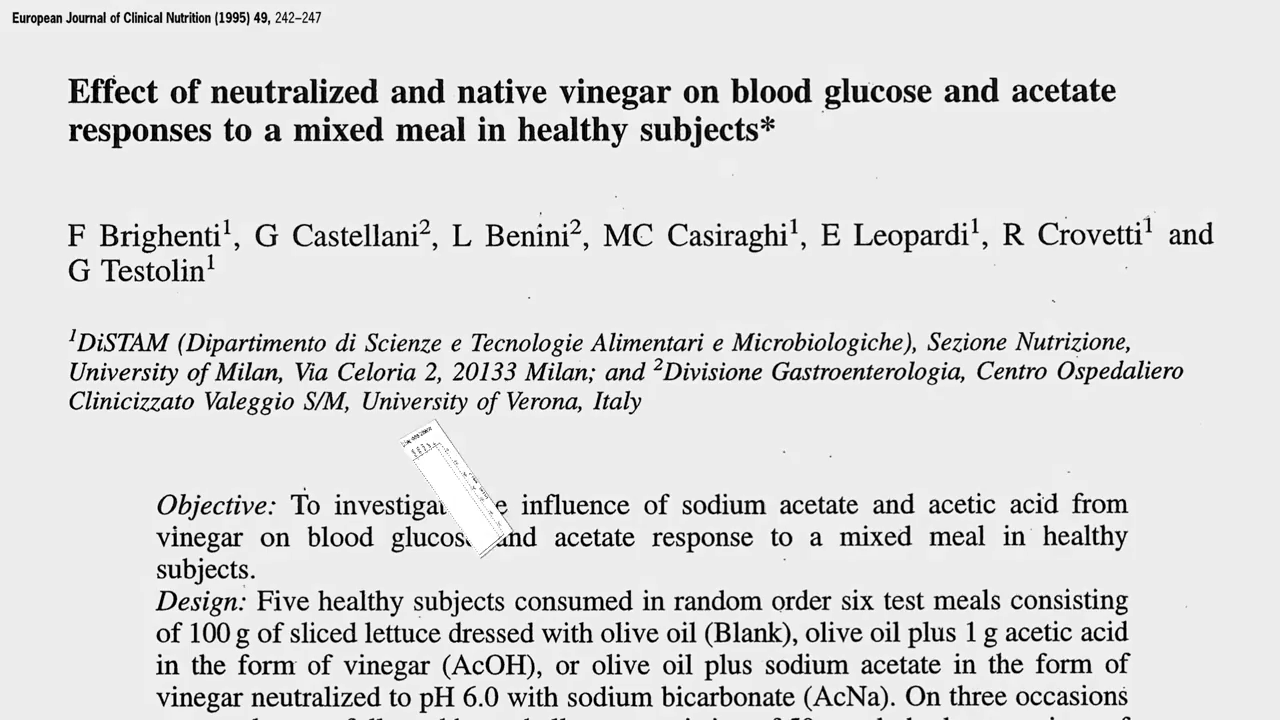 European Journal of Clinical Nutrition (1995) 49, 242–247
Effect of neutralized and native vinegar on blood glucose and acetate
responses to a mixed meal in healthy subjects*
F Brighenti¹, G Castellani², L Benini², MC Casiraghi¹, E Leopardi¹, R Crovetti¹ and
G Testolin¹
¹DiSTAM (Dipartimento di Scienze e Tecnologie Alimentari e Microbiologiche), Sezione Nutrizione,
University of Milan, Via Celoria 2, 20133 Milan; and ²Divisione Gastroenterologia, Centro Ospedaliero
Clinicizzato Valeggio S/M, University of Verona, Italy
Objective: To influence of sodium acetate and acetic acid from
vinegar on blood and acetate response to a mixed meal in healthy
subjects.
Design: Five healthy subjects consumed in random order six test meals consisting
of 100 g of sliced lettuce dressed with olive oil (Blank), olive oil plus 1 g acetic acid
in the form of vinegar (AcOH), or olive oil plus sodium acetate in the form of
vinegar neutralized to pH 6.0 with sodium bicarbonate (AcNa). On three occasions